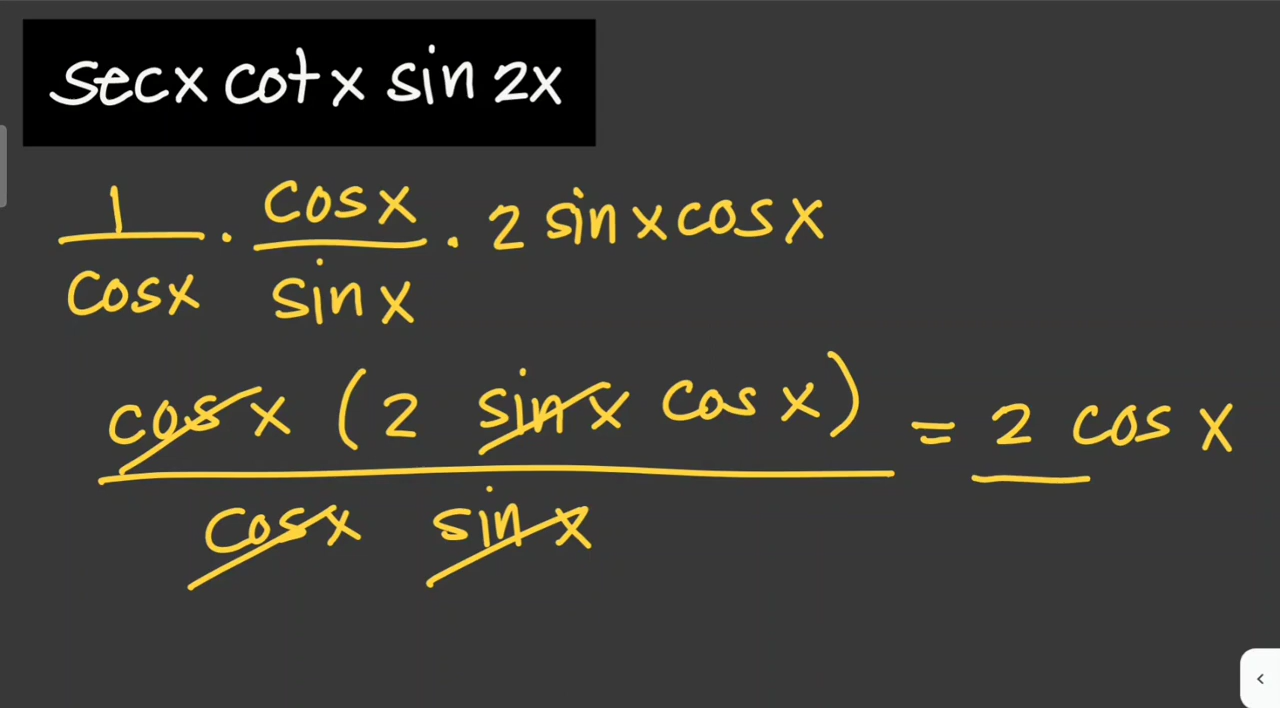 secx cotx sin 2x
1/cosx · cosx/sinx · 2 sinx cosx
cosx (2 sinx cosx) / cosx sinx = 2 cosx
<